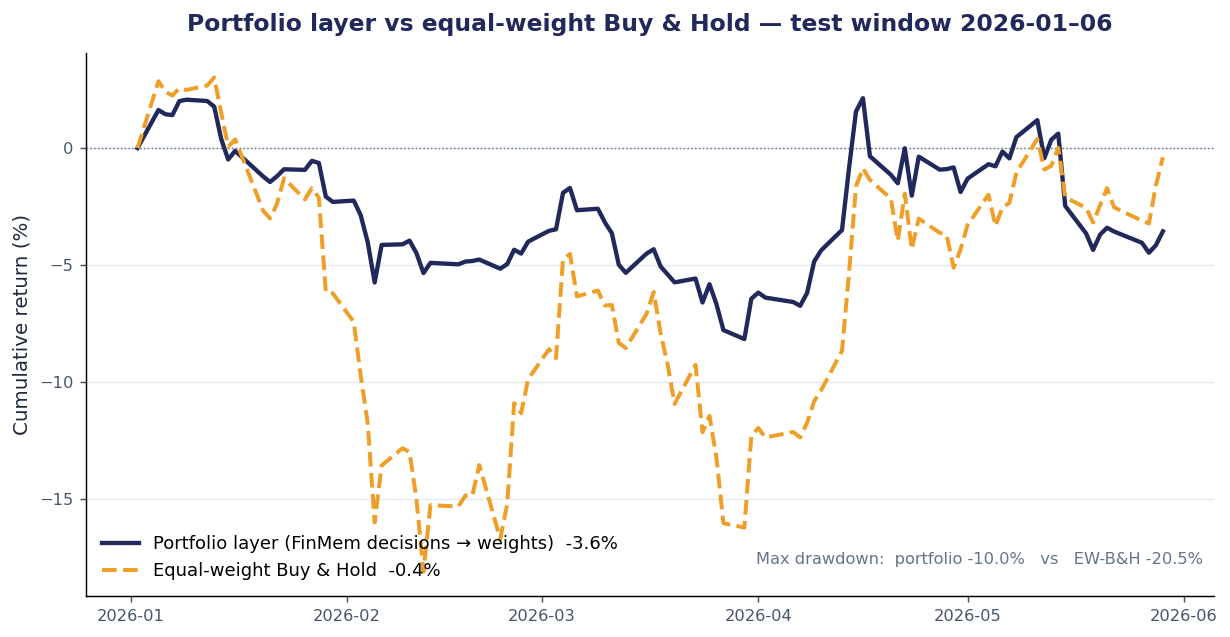 Portfolio layer vs equal-weight Buy & Hold — test window 2026-01–06
Cumulative return (%)
0
−5
−10
−15
Portfolio layer (FinMem decisions → weights)  -3.6%
Equal-weight Buy & Hold  -0.4%
Max drawdown:  portfolio -10.0%   vs   EW-B&H -20.5%
2026-01
2026-02
2026-03
2026-04
2026-05
2026-06